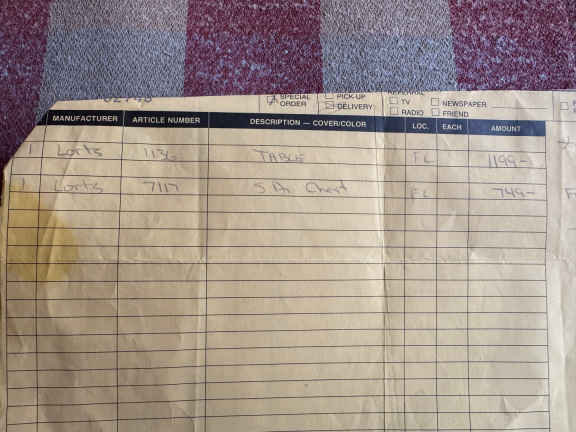 SPECIAL ORDER
PICK UP
DELIVERY
TV
RADIO
NEWSPAPER
FRIEND
MANUFACTURER ARTICLE NUMBER DESCRIPTION — COVER/COLOR LOC. EACH AMOUNT
1 Lorts 1136 TABLE FL 1199-
1 Lorts 7117 5 Dr Chest FL 749-